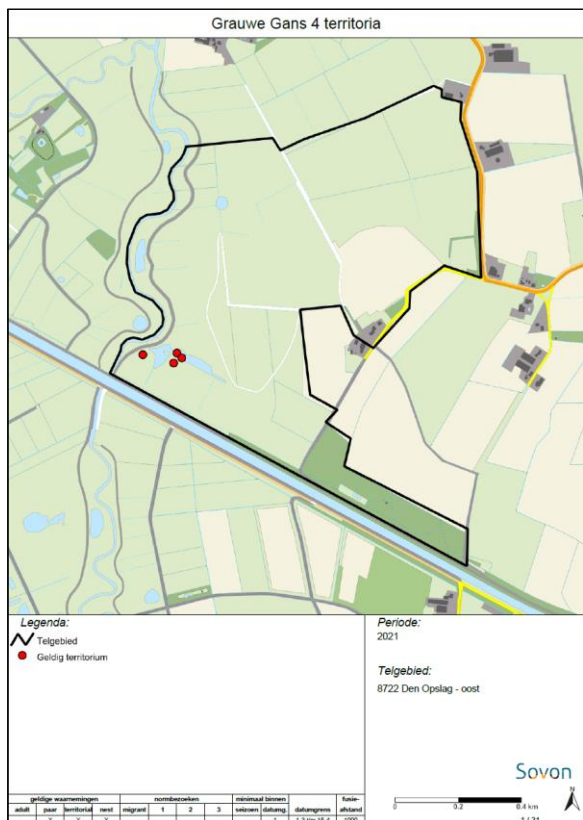 Grauwe Gans 4 territoria
Legenda:
Telgebied
Geldig territorium
Periode:
2021
Telgebied:
8722 Den Opslag - oost
Sovon
0 0.2 0.4 km
N
geldige waarnemingen normbezoeken minimaal binnen fusie-
adult paar territorial nest migrant 1 2 3 seizoen datumg. datumgrens afstand